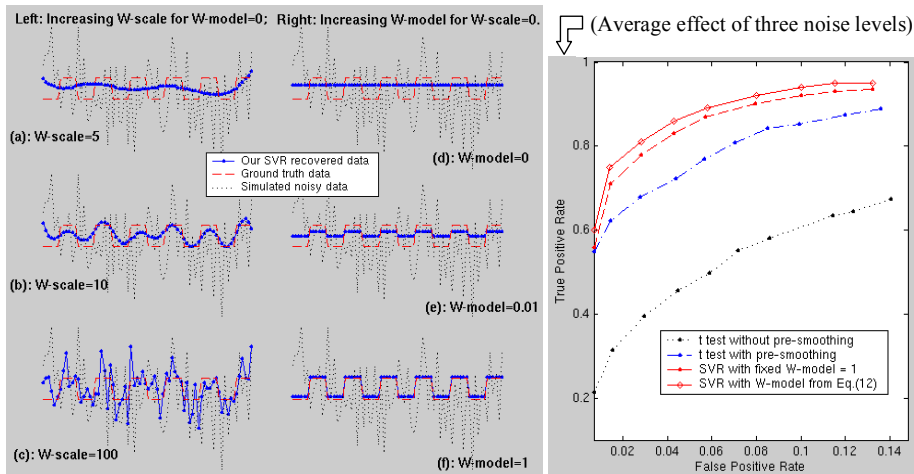 Left: Increasing W-scale for W-model=0;
Right: Increasing W-model for W-scale=0.
(a): W-scale=5
(d): W-model=0
Our SVR recovered data
Ground truth data
Simulated noisy data
(b): W-scale=10
(e): W-model=0.01
(c): W-scale=100
(f): W-model=1
(Average effect of three noise levels)
1
0.8
0.6
0.4
0.2
True Positive Rate
t test without pre-smoothing
t test with pre-smoothing
SVR with fixed W-model = 1
SVR with W-model from Eq.(12)
0.02
0.04
0.06
0.08
0.1
0.12
0.14
False Positive Rate